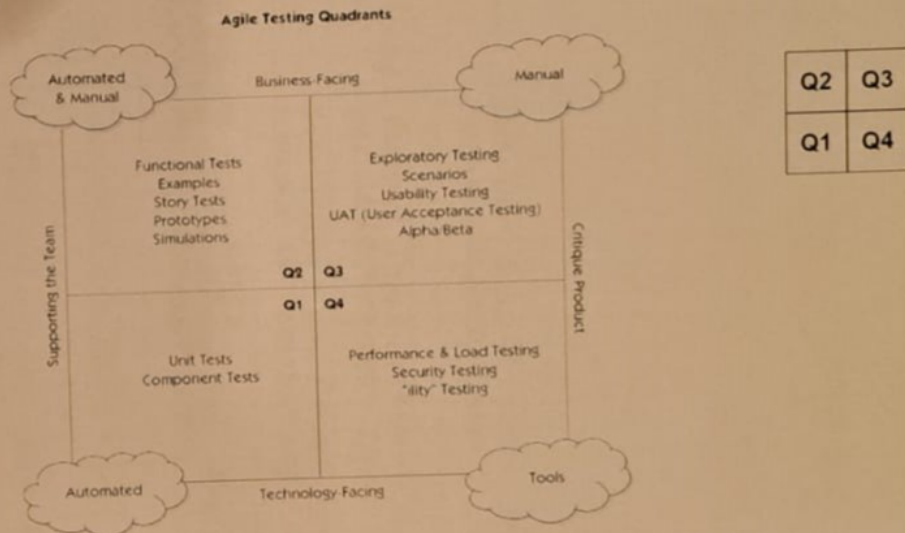 Agile Testing Quadrants
Automated
& Manual
Business-Facing
Manual
Q2 Q3
Q1 Q4
Functional Tests
Examples
Story Tests
Prototypes
Simulations
Exploratory Testing
Scenarios
Usability Testing
UAT (User Acceptance Testing)
Alpha/Beta
Supporting the Team
Critique Product
Q2 Q3
Q1 Q4
Unit Tests
Component Tests
Performance & Load Testing
Security Testing
"ility" Testing
Automated
Technology-Facing
Tools